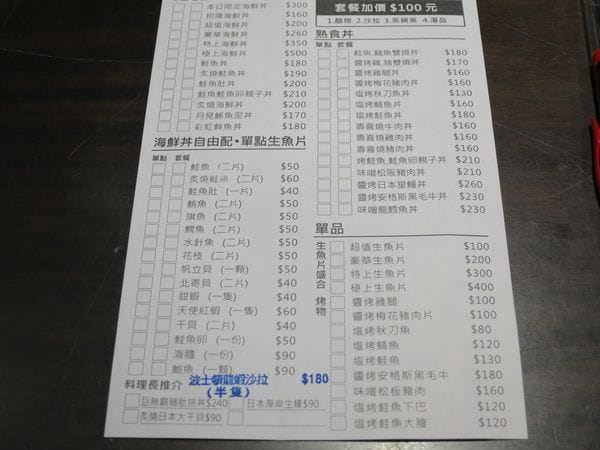 本日限定海鮮丼 $300
招牌海鮮丼 $160
超值海鮮丼 $200
豪華海鮮丼 $260
特上海鮮丼 $350
極上海鮮丼 $500
鮭魚丼 $180
炙燒鮭魚丼 $190
鮭魚肚丼 $200
鮭魚鮭魚卵親子丼 $210
炙燒海鮮丼 $200
月見鮪魚泥丼 $170
彩虹鮮魚丼 $180
海鮮丼自由配・單點生魚片
單點 套餐
鮭魚 (二片) $50
炙燒鮭魚 (二片) $60
鮭魚肚 (一片) $40
鮪魚 (二片) $50
旗魚 (二片) $50
鯛魚 (二片) $50
水針魚 (二片) $50
花枝 (二片) $50
帆立貝 (一顆) $50
北寄貝 (二片) $40
甜蝦 (一隻) $40
天使紅蝦 (一隻) $60
干貝 (二片) $40
鮭魚卵 (一份) $50
海膽 (一份) $90
鮑魚 (一顆) $90
料理長推介 波士頓龍蝦沙拉 $180
(半隻)
巨無霸豬肋排丼$240 日本厚岸生蠔$90
炙燒日本大干貝$90
套餐加價 $100 元
1.醋物 2.沙拉 3.茶碗蒸 4.湯品
熟食丼
單點 套餐
鮭魚,鯖魚雙燒丼 $180
醬烤雞,豬雙燒丼 $170
醬烤雞腿丼 $160
醬烤梅花豬肉丼 $160
塩烤秋刀魚丼 $130
塩烤鯖魚丼 $160
塩烤鮭魚丼 $180
壽喜燒牛肉丼 $160
壽喜燒雞肉丼 $160
壽喜燒豬肉丼 $160
烤鮭魚,鮭魚卵親子丼 $210
味噌松阪豬肉丼 $210
醬烤日本星鰻丼 $260
醬烤安格斯黑毛牛丼 $230
味噌龍鱈魚丼 $230
單品
生魚片盛合 烤物
超值生魚片 $100
豪華生魚片 $200
特上生魚片 $300
極上生魚片 $400
醬烤雞腿 $100
醬烤梅花豬肉片 $100
塩烤秋刀魚 $80
塩烤鯖魚 $120
塩烤鮭魚 $130
醬烤安格斯黑毛牛 $180
味噌松板豬肉 $160
塩烤鮭魚下巴 $120
塩烤鮭魚大腹 $120